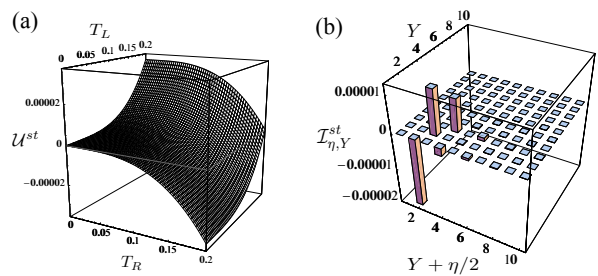 (a)
T_L
0 0.05 0.1 0.15 0.2
0.00002
0
−0.00002
𝒰^{st}
0 0.05 0.1 0.15 0.2
T_R
(b)
Y
2 4 6 8 10
0.00001
0
−0.00001
−0.00002
ℐ^{st}_{η,Y}
2 4 6 8 10
Y + η/2